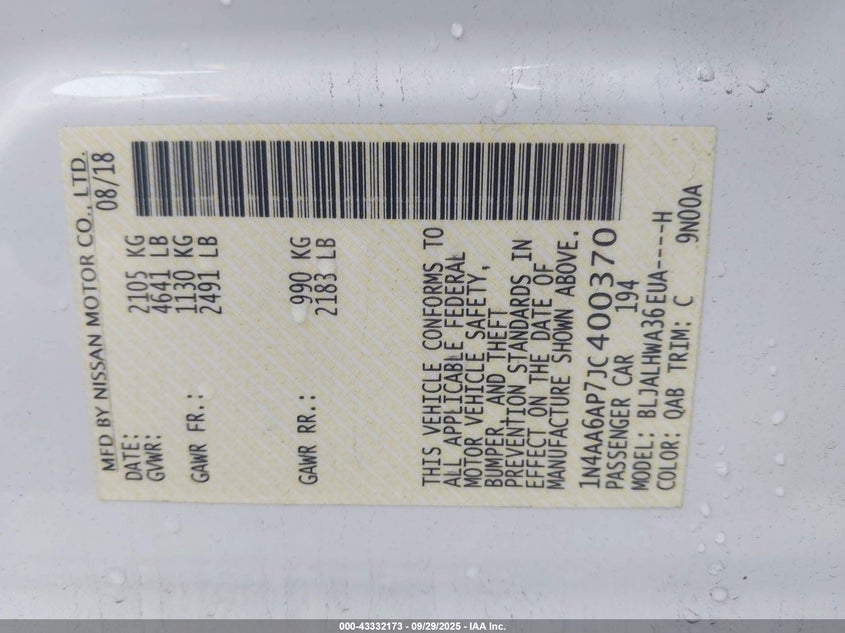 MFD BY NISSAN MOTOR CO., LTD.
DATE: 08/18
GVWR: 2105 KG
4641 LB
GAWR FR.: 1130 KG
2491 LB
GAWR RR.: 990 KG
2183 LB
THIS VEHICLE CONFORMS TO
ALL APPLICABLE FEDERAL
MOTOR VEHICLE SAFETY,
BUMPER, AND THEFT
PREVENTION STANDARDS IN
EFFECT ON THE DATE OF
MANUFACTURE SHOWN ABOVE.
1N4AA6AP7JC400370
PASSENGER CAR 194
MODEL: BLJALHWA36EUA----H
COLOR: QAB TRIM: C 9N00A
000-43332173 - 09/29/2025 - IAA Inc.